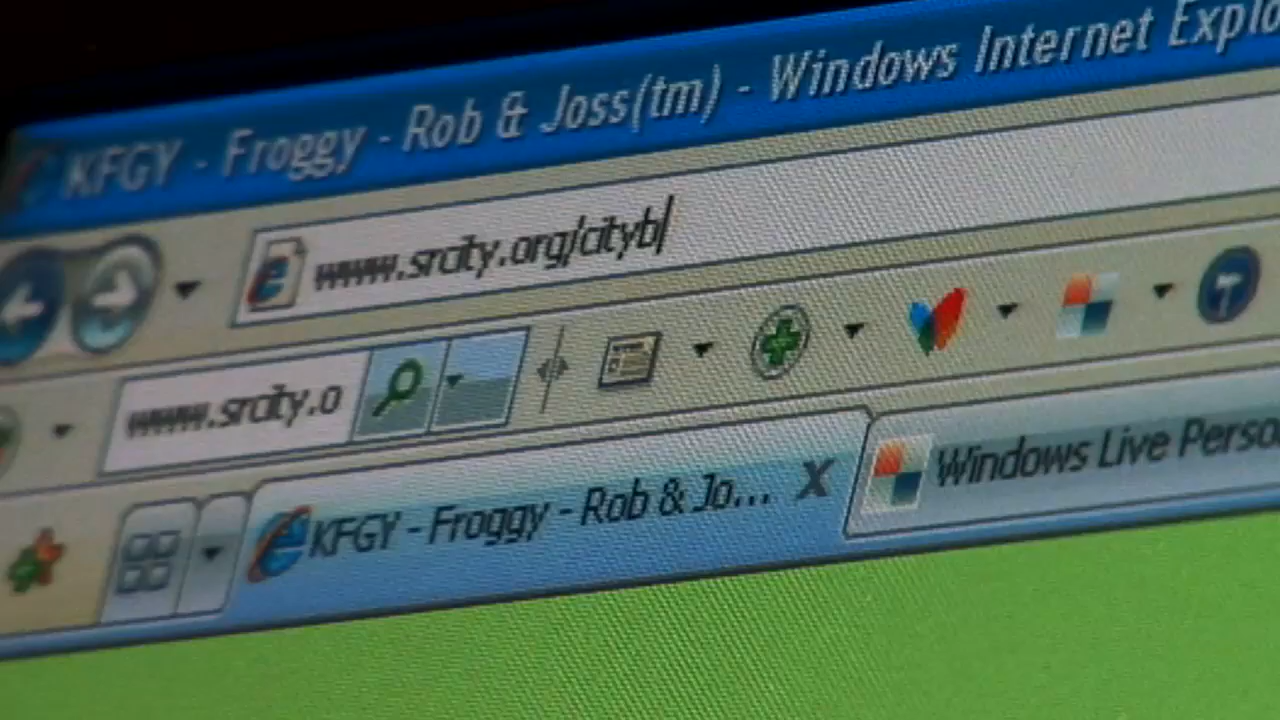 KFGY - Froggy - Rob & Joss(tm) - Windows Internet Explo
www.srcity.org/cityb
www.srcity.o
KFGY - Froggy - Rob & Jo...
Windows Live Perso